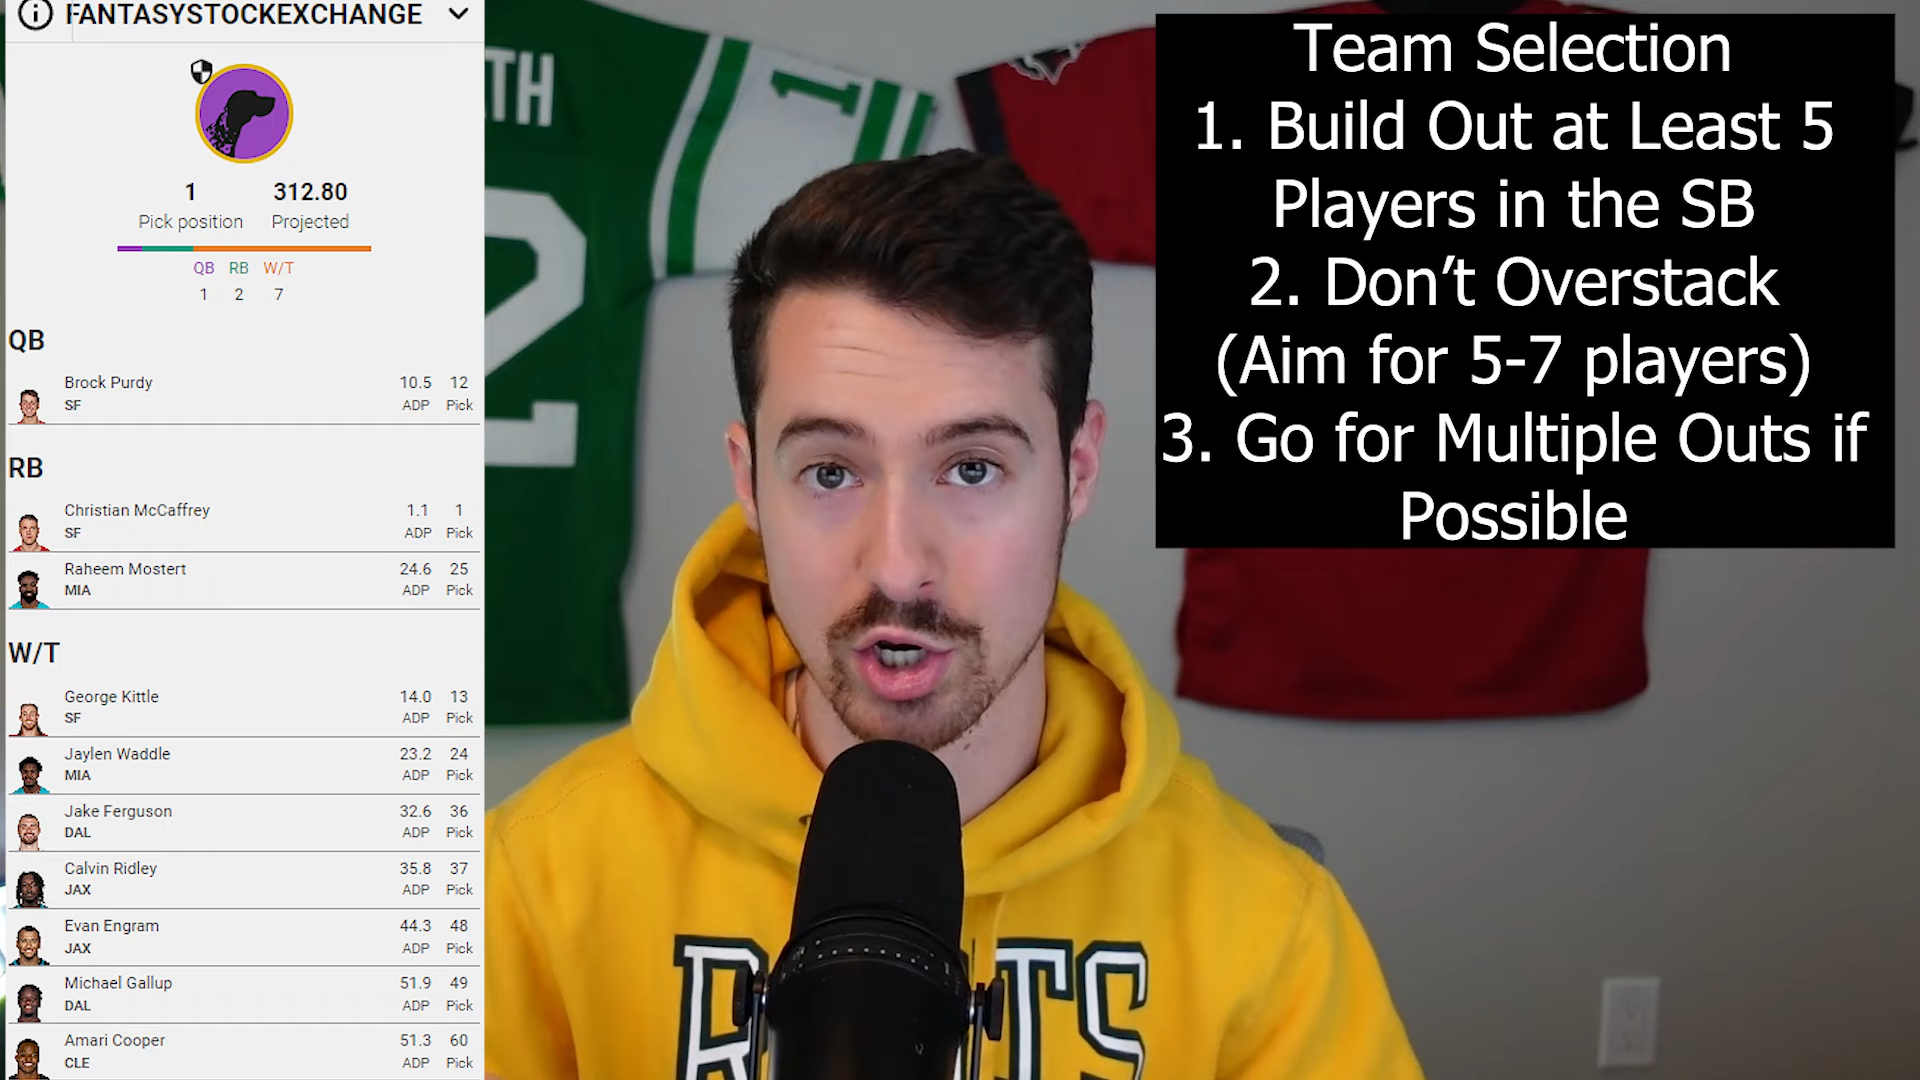 FANTASYSTOCKEXCHANGE
1 312.80
Pick position Projected
QB RB W/T
1 2 7
QB
Brock Purdy 10.5 12
SF ADP Pick
RB
Christian McCaffrey 1.1 1
SF ADP Pick
Raheem Mostert 24.6 25
MIA ADP Pick
W/T
George Kittle 14.0 13
SF ADP Pick
Jaylen Waddle 23.2 24
MIA ADP Pick
Jake Ferguson 32.6 36
DAL ADP Pick
Calvin Ridley 35.8 37
JAX ADP Pick
Evan Engram 44.3 48
JAX ADP Pick
Michael Gallup 51.9 49
DAL ADP Pick
Amari Cooper 51.3 60
CLE ADP Pick
TH
1
2
Team Selection
1. Build Out at Least 5
Players in the SB
2. Don’t Overstack
(Aim for 5-7 players)
3. Go for Multiple Outs if
Possible